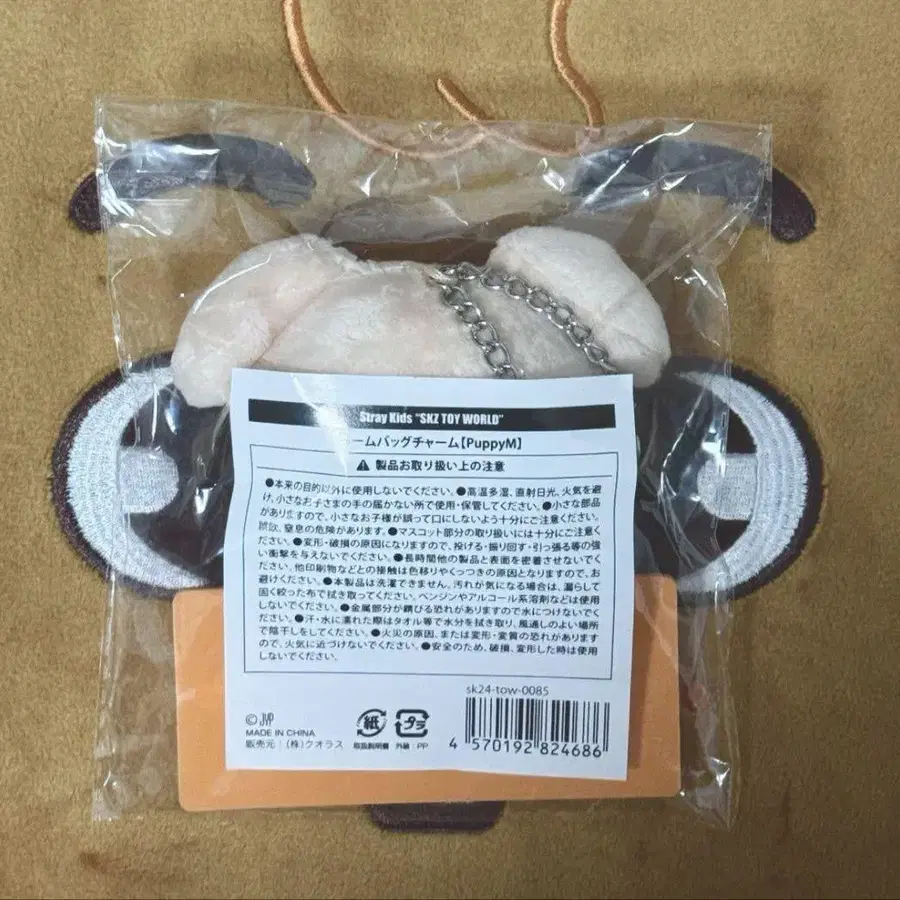 Stray Kids "SKZ TOY WORLD"
ームバッグチャーム【PuppyM】
⚠ 製品お取り扱い上の注意
●本来の目的以外に使用しないでください。●高温多湿、直射日光、火気を避
け、小さなお子さまの手の届かない所で使用・保管してください。●小さな部品
がありますので、小さなお子様が誤って口にしないよう十分にご注意ください。
誤飲、窒息の危険があります。●マスコット部分の取り扱いには十分にご注意くだ
さい。●変形・破損の原因になりますので、投げる・振り回す・引っ張る等の強
い衝撃を与えないでください。●長時間他の製品と表面を密着させないでくだ
さい。他印刷物などとの接触は色移りやくっつきの原因となりますので、お
避けください。●本製品は洗濯できません。汚れが気になる場合は、濡らして
固く絞った布で拭き取ってください。ベンジンやアルコール系溶剤などは使用
しないでください。●金属部分が錆びる恐れがありますので水につけないでくだ
さい。●汗・水に濡れた際はタオル等で水分を拭き取り、風通しのよい場所
で陰干しをしてください。●火災の原因、または変形・変質の恐れがあります
ので、火気に近づけないでください。●安全のため、破損、変形した時は使用
しないでください。
sk24-tow-0085
© JYP
MADE IN CHINA
販売元:(株)クオラス
紙
取扱説明書
プラ
外装:PP
4 570192 824686